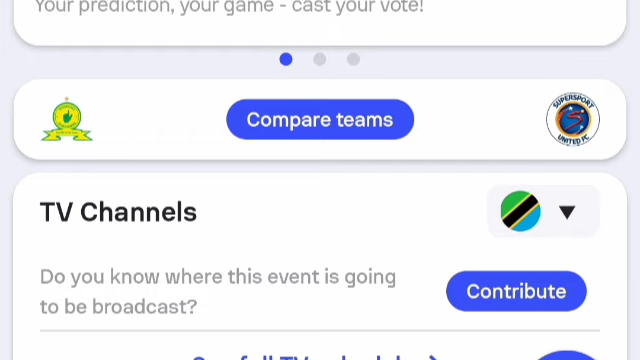 Your prediction, your game - cast your vote!
Compare teams
SUPERSPORT
UNITED FC
TV Channels
Do you know where this event is going
to be broadcast?
Contribute